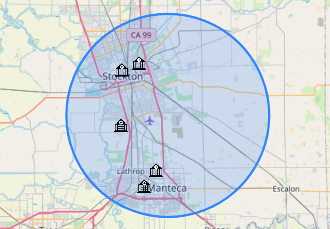 CA 99
Stockton
Lathrop
Manteca
Escalon